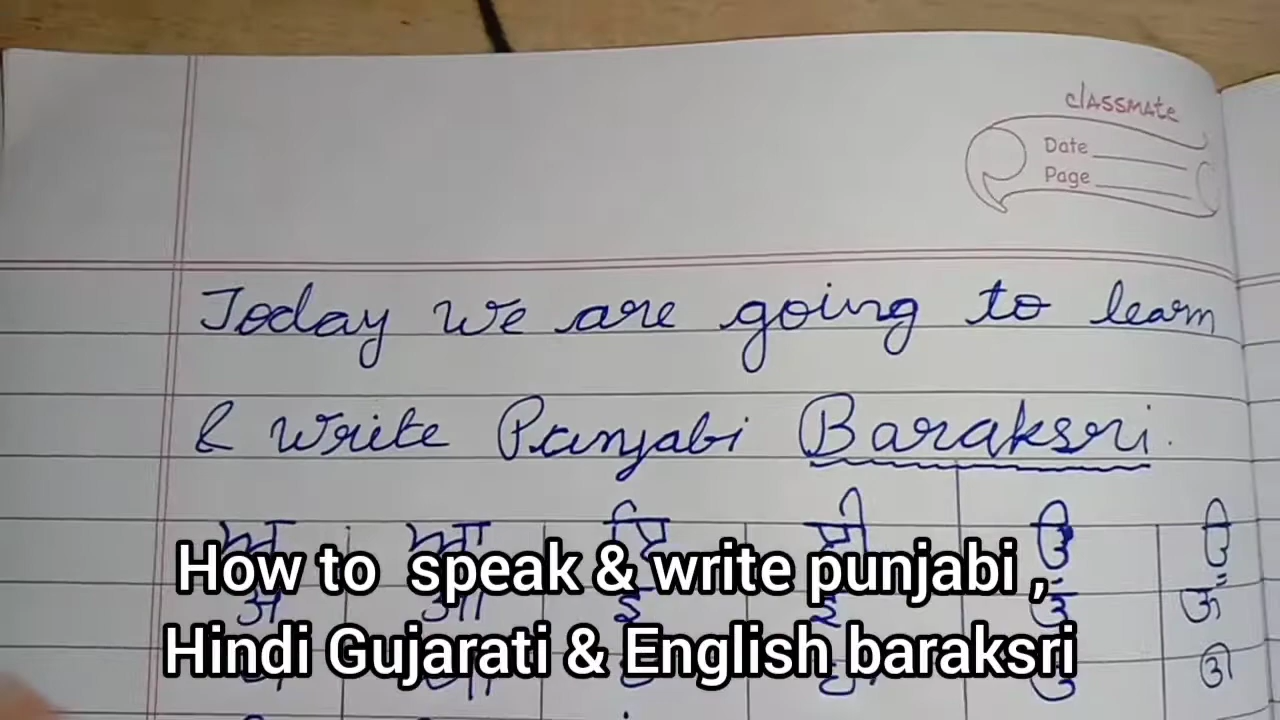 classmate
Date
Page
Today we are going to learn
& write Punjabi Baraksri.
ਅ ਆ ਇ ਈ ਉ ਊ
How to speak & write punjabi ,
अ आ इ ई उ ऊ
Hindi Gujarati & English baraksri